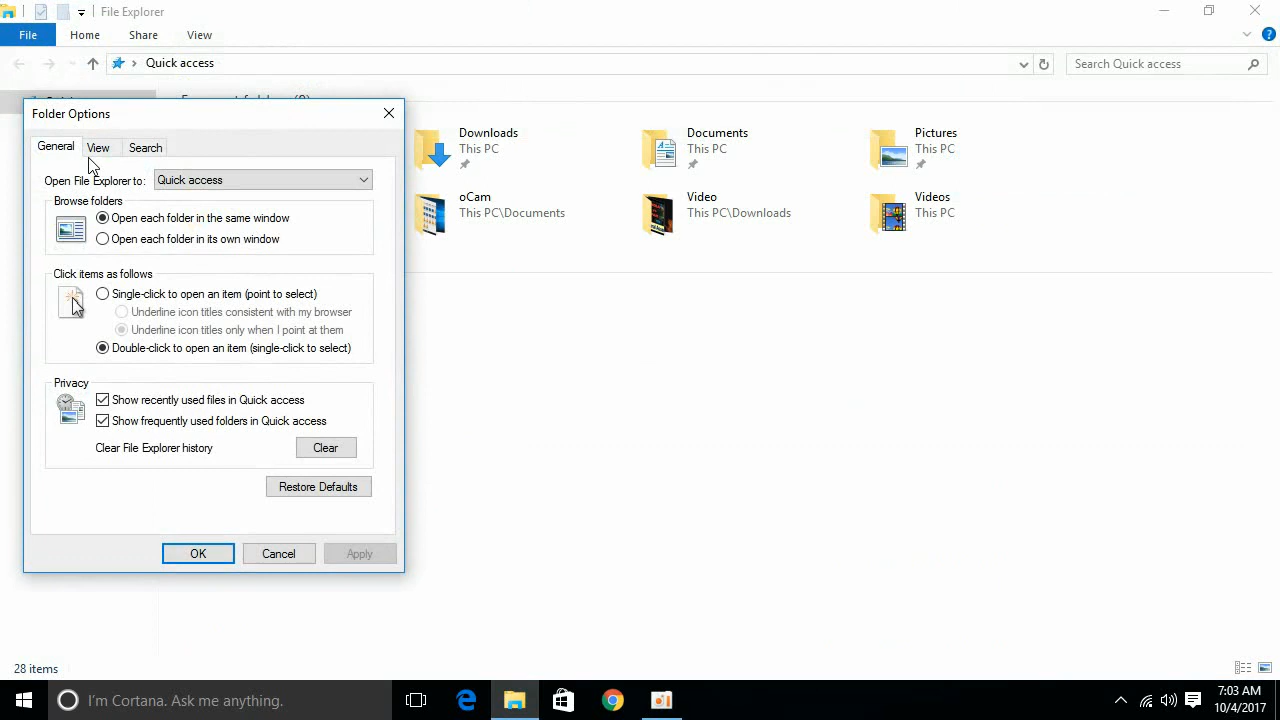 File Explorer
File Home Share View
Quick access
Search Quick access
Folder Options
General View Search
Open File Explorer to: Quick access
Browse folders
Open each folder in the same window
Open each folder in its own window
Click items as follows
Single-click to open an item (point to select)
Underline icon titles consistent with my browser
Underline icon titles only when I point at them
Double-click to open an item (single-click to select)
Privacy
Show recently used files in Quick access
Show frequently used folders in Quick access
Clear File Explorer history Clear
Restore Defaults
OK Cancel Apply
Downloads
This PC
Documents
This PC
Pictures
This PC
oCam
This PC\Documents
Video
This PC\Downloads
Videos
This PC
28 items
I'm Cortana. Ask me anything.
7:03 AM
10/4/2017